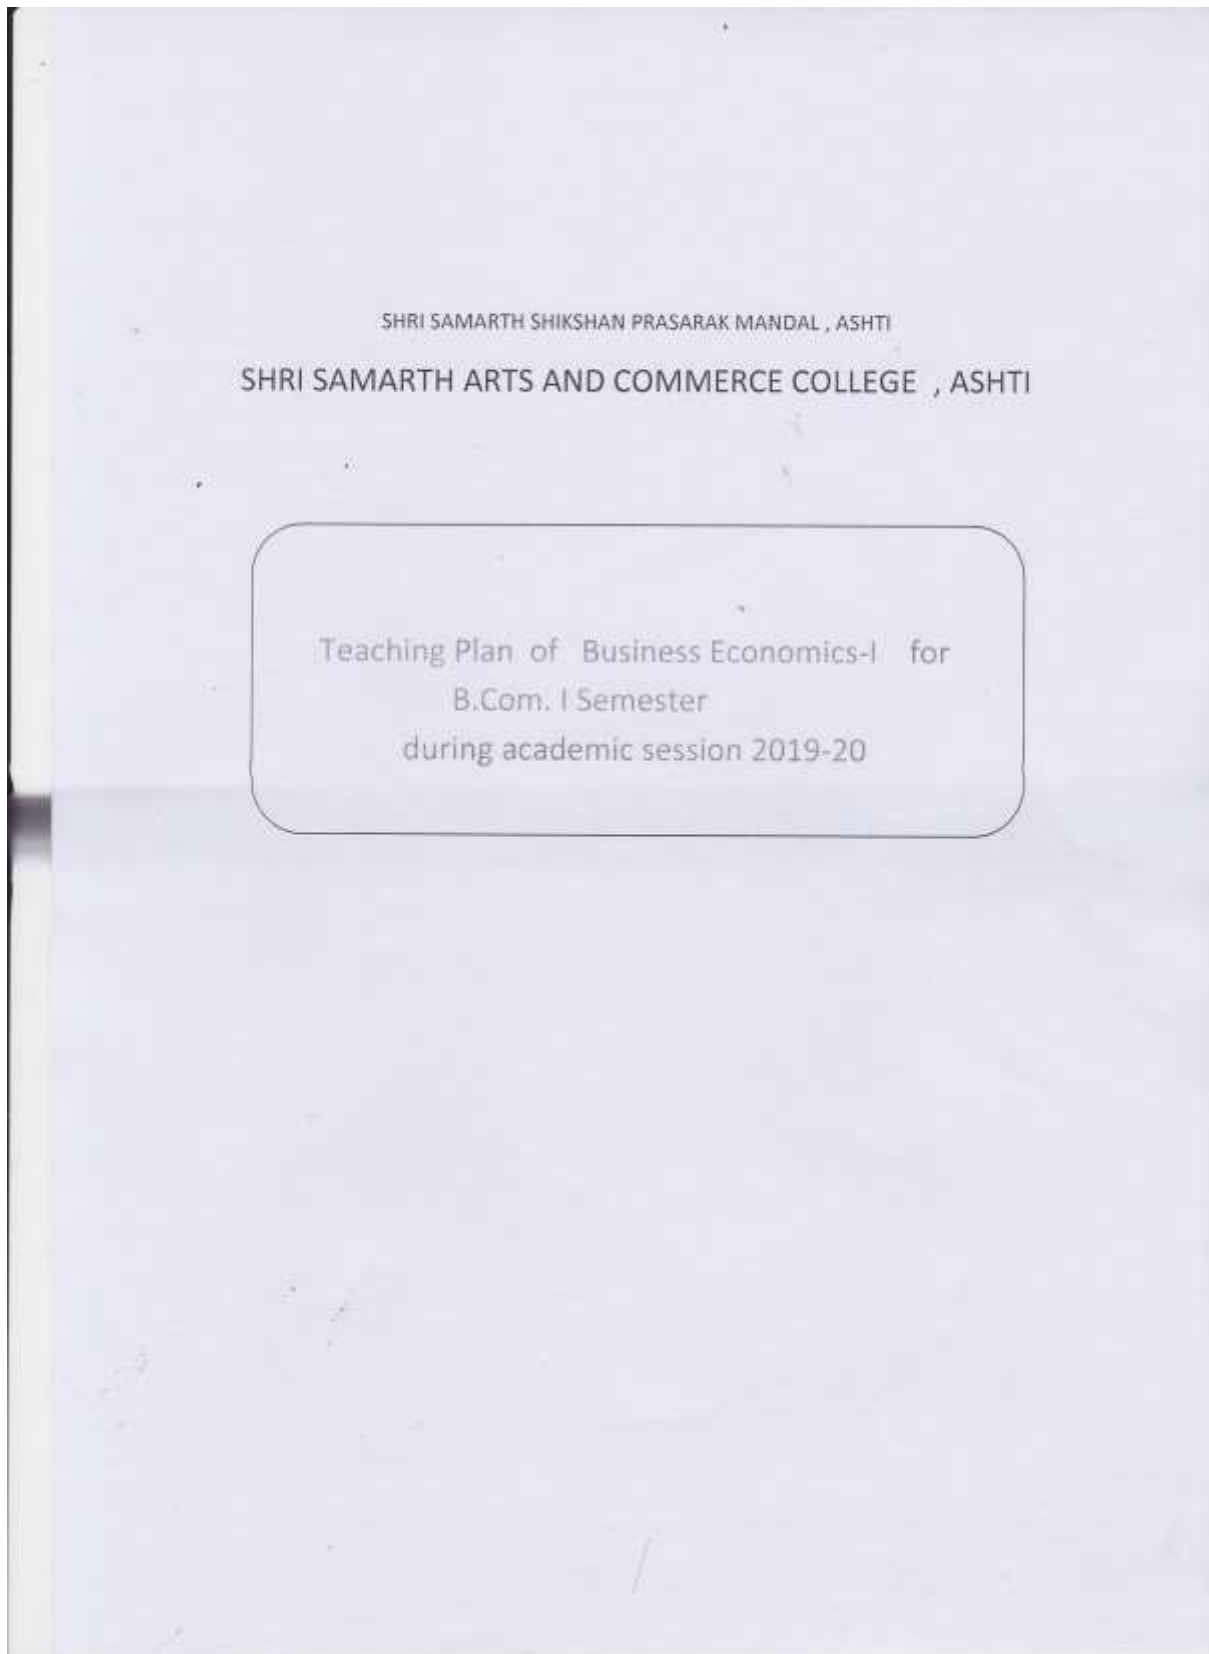 SHRI SAMARTH SHIKSHAN PRASARAK MANDAL , ASHTI
SHRI SAMARTH ARTS AND COMMERCE COLLEGE , ASHTI
Teaching Plan of Business Economics-I for
B.Com. I Semester
during academic session 2019-20